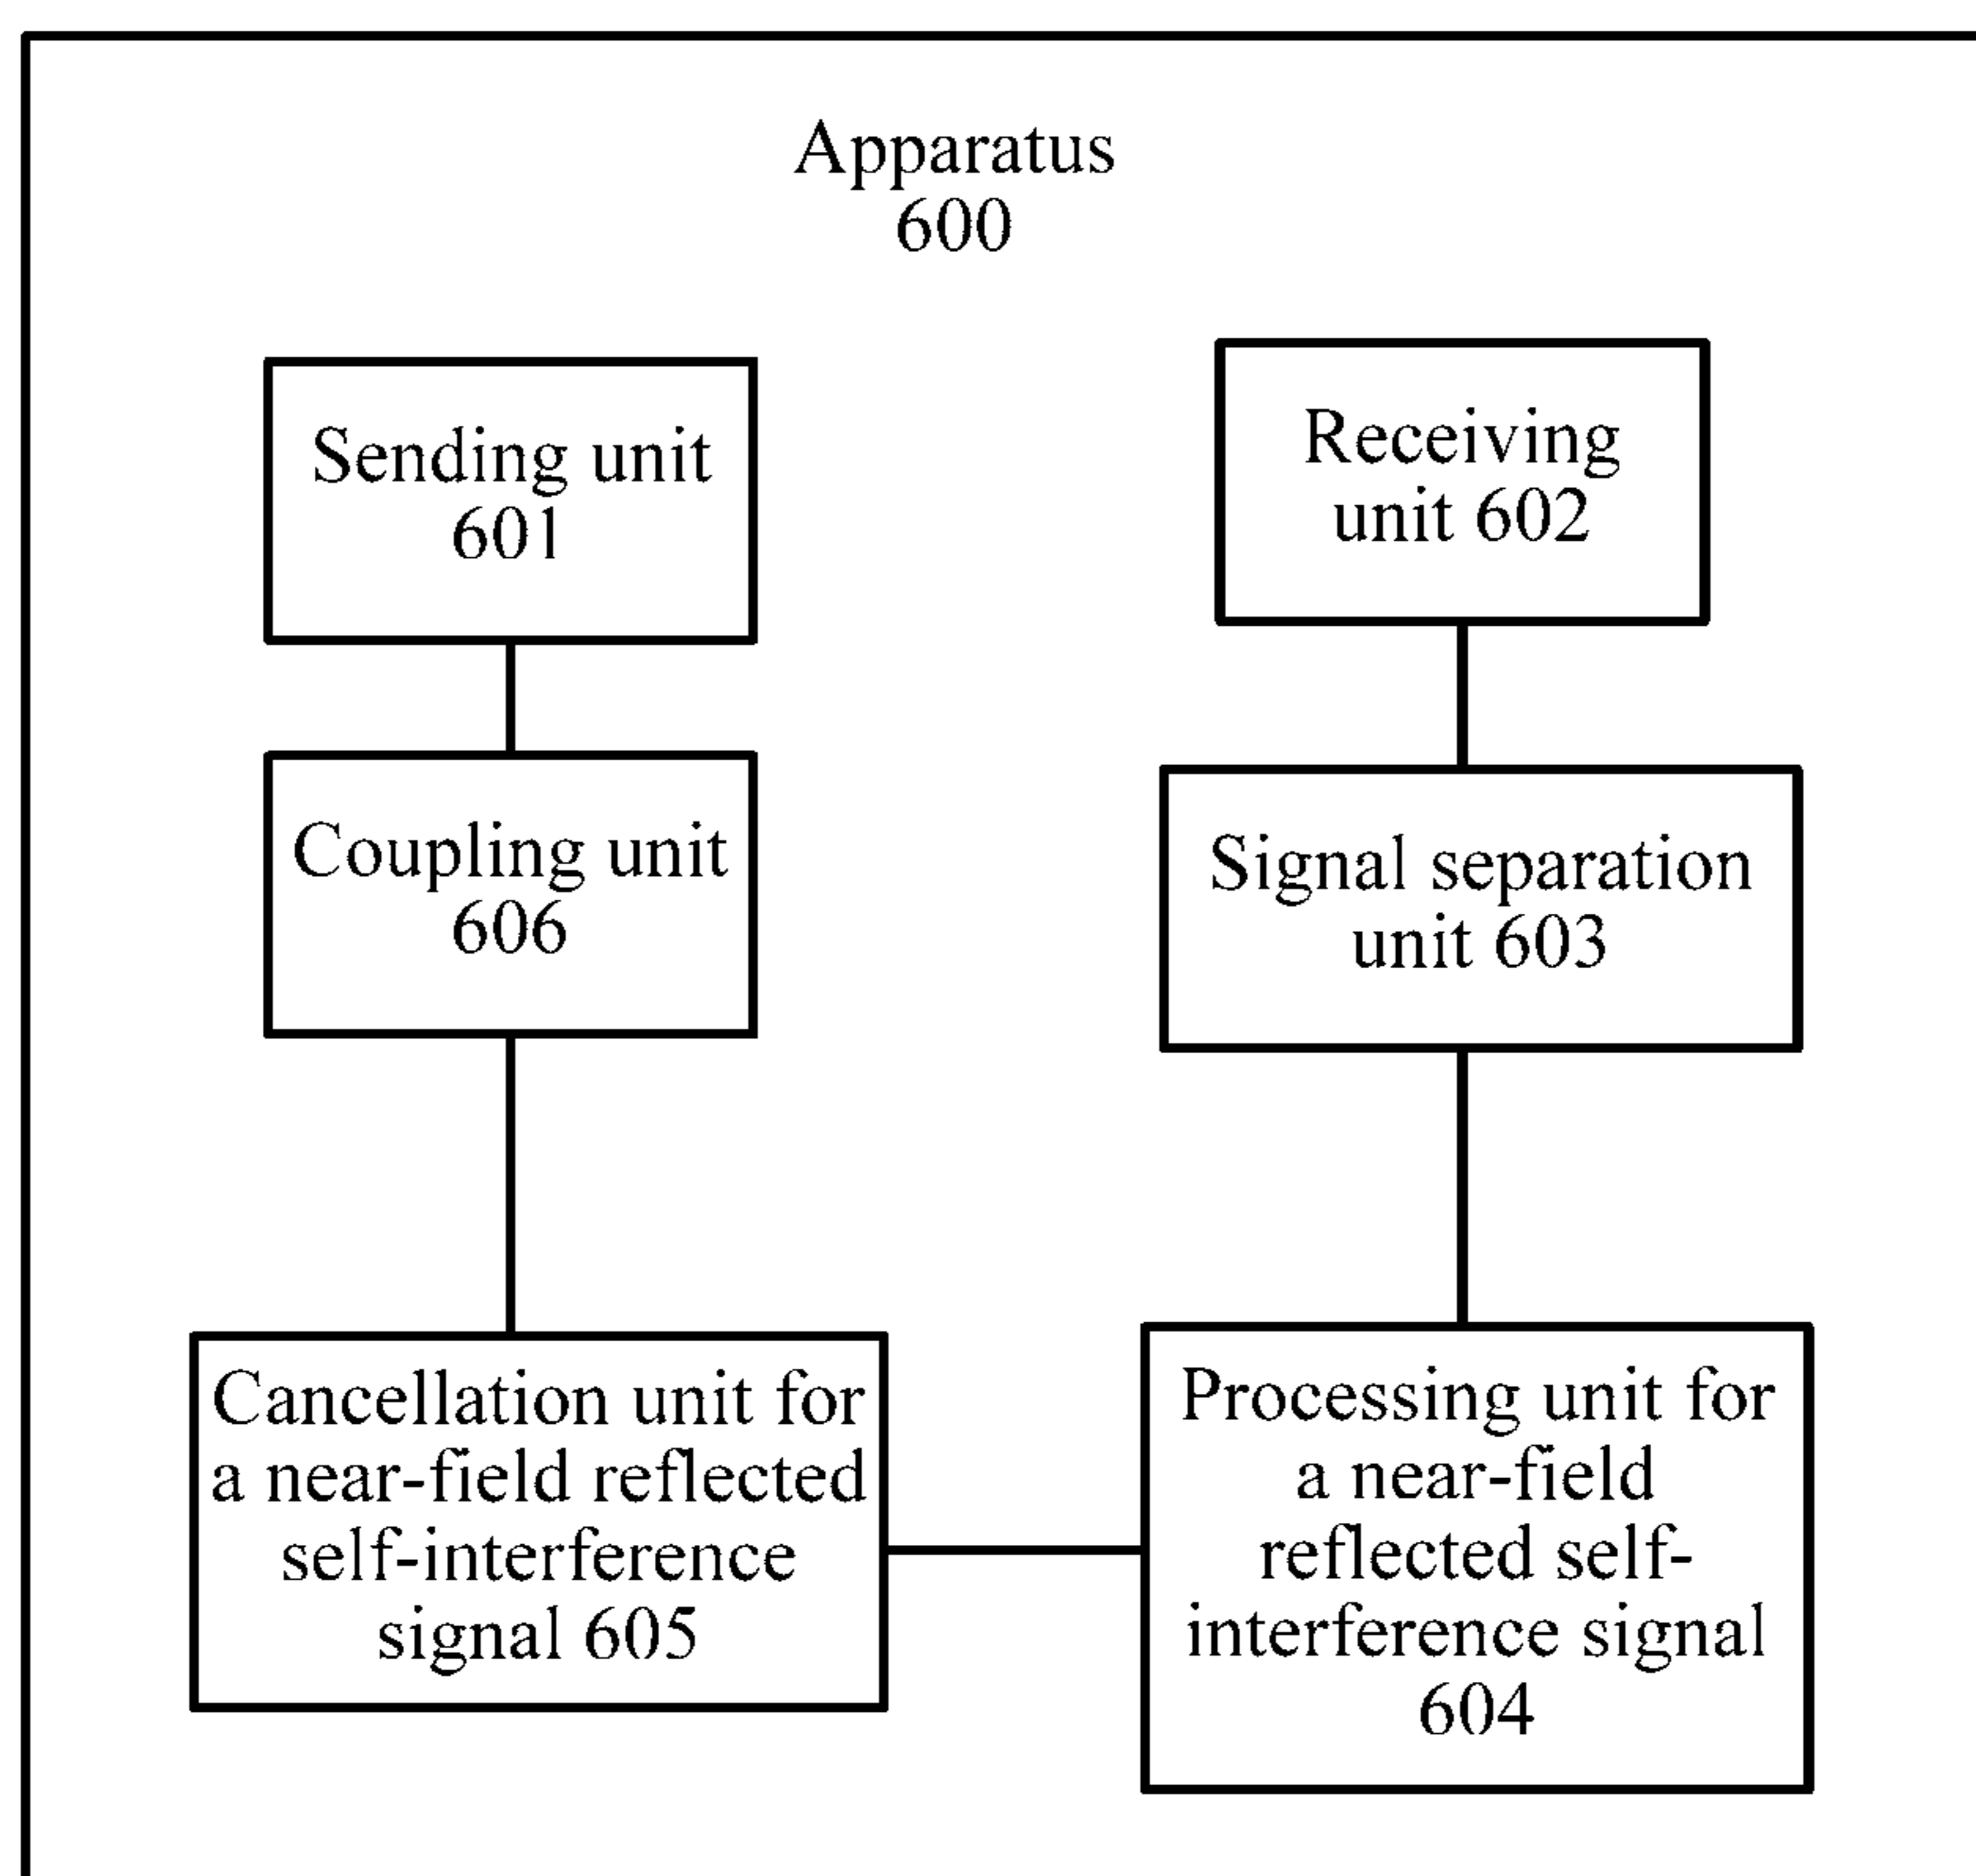 Apparatus
600
Sending unit
601
Receiving
unit 602
Coupling unit
606
Signal separation
unit 603
Cancellation unit for
a near-field reflected
self-interference
signal 605
Processing unit for
a near-field
reflected self-
interference signal
604